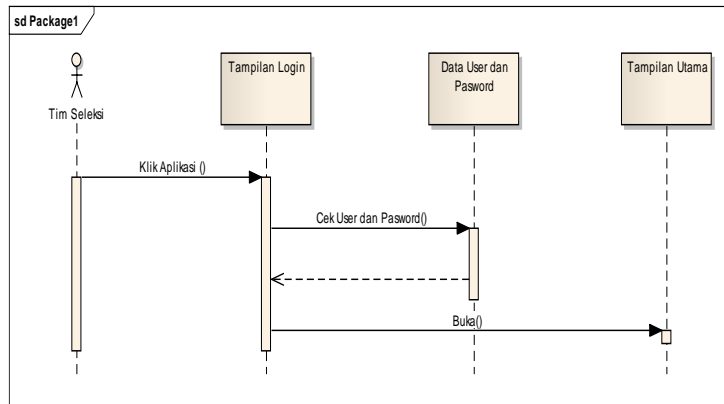 sd Package1
Tampilan Login
Data User dan
Pasword
Tampilan Utama
Tim Seleksi
Klik Aplikasi ()
Cek User dan Pasword()
Buka()